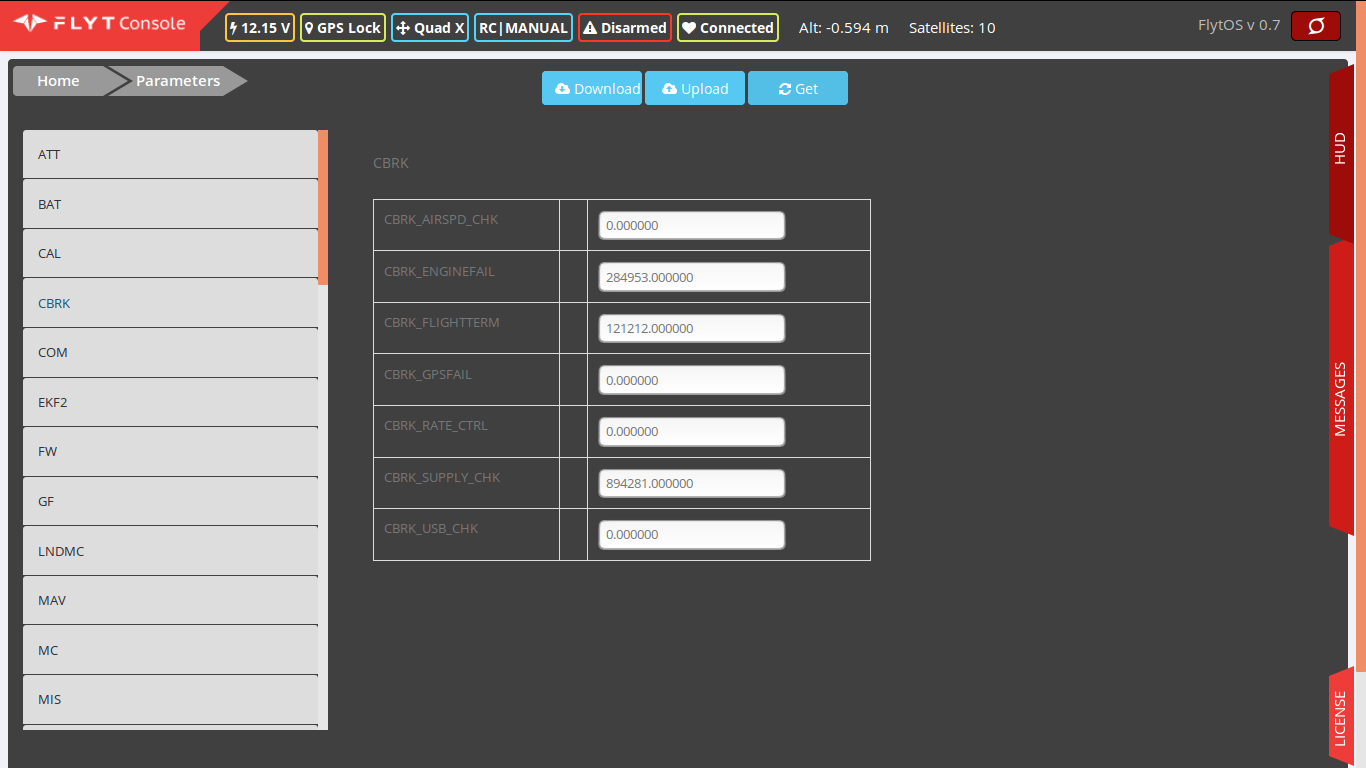 FLYT Console 12.15 V GPS Lock Quad X RC|MANUAL Disarmed Connected Alt: -0.594 m Satellites: 10 FlytOS v 0.7
Home Parameters Download Upload Get
ATT
BAT
CAL
CBRK
COM
EKF2
FW
GF
LNDMC
MAV
MC
MIS
CBRK
CBRK_AIRSPD_CHK 0.000000
CBRK_ENGINEFAIL 284953.000000
CBRK_FLIGHTTERM 121212.000000
CBRK_GPSFAIL 0.000000
CBRK_RATE_CTRL 0.000000
CBRK_SUPPLY_CHK 894281.000000
CBRK_USB_CHK 0.000000
HUD
MESSAGES
LICENSE